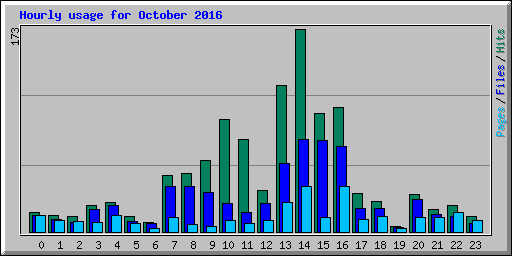 Hourly usage for October 2016
173
Pages / Files / Hits
0 1 2 3 4 5 6 7 8 9 10 11 12 13 14 15 16 17 18 19 20 21 22 23